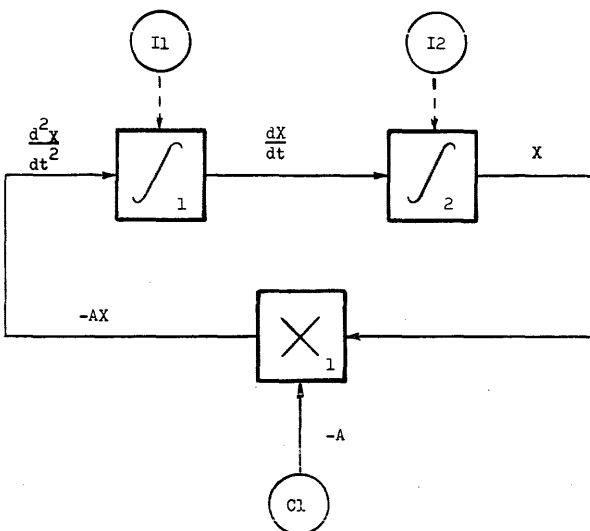 I1
I2
d²X
dt²
dX
dt
X
1
2
-AX
1
-A
C1